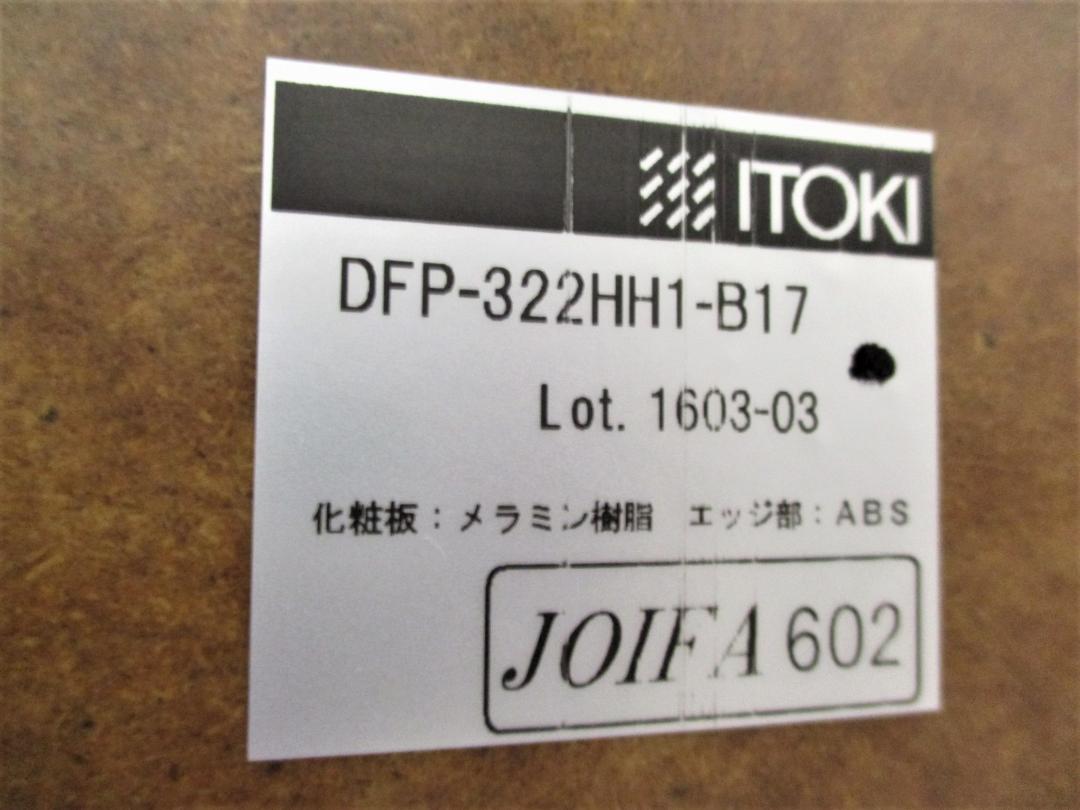 ITOKI
DFP-322HH1-B17
Lot. 1603-03
化粧板：メラミン樹脂　エッジ部：ABS
JOIFA 602